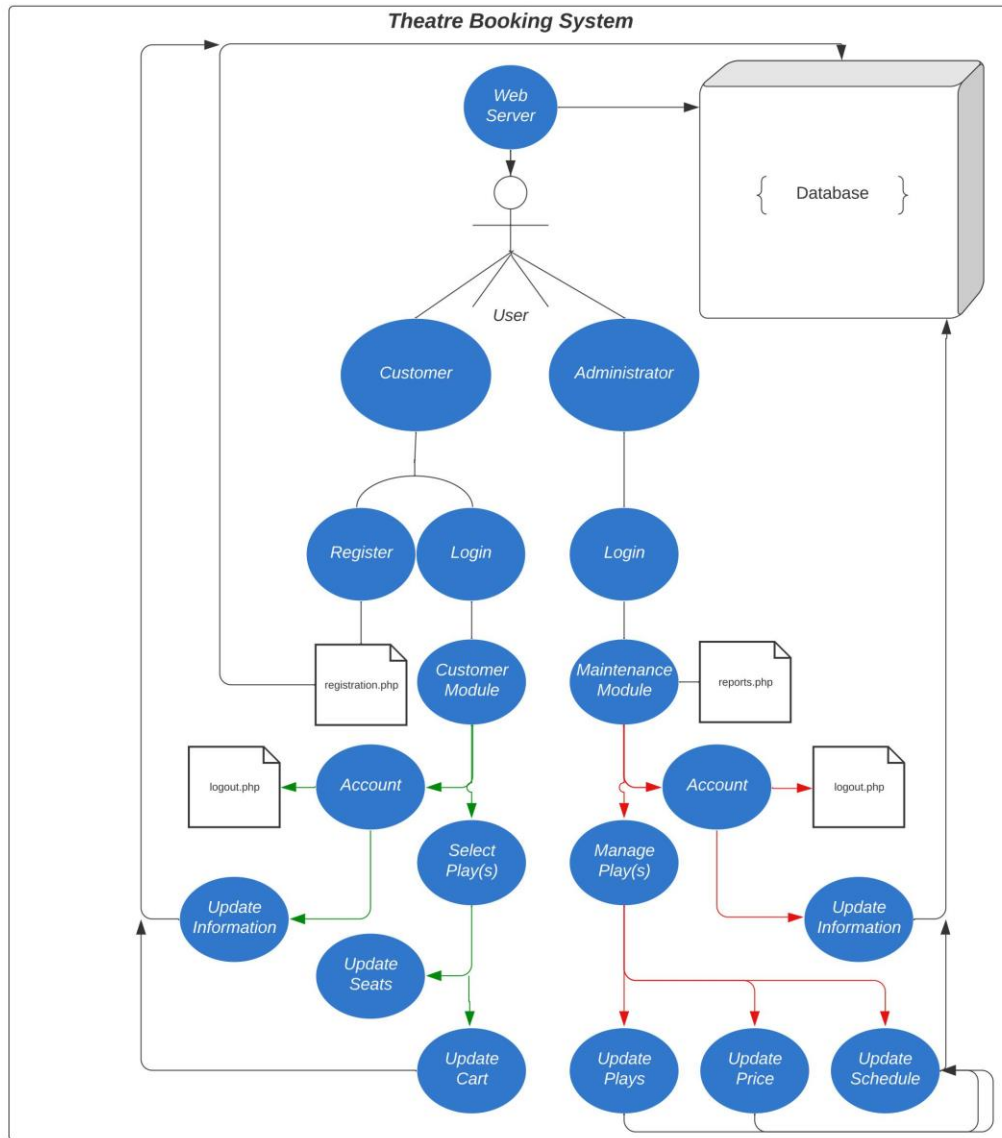 Theatre Booking System
Web
Server
{ Database }
User
Customer
Administrator
Register
Login
Login
registration.php
Customer
Module
Maintenance
Module
reports.php
logout.php
Account
Account
logout.php
Select
Play(s)
Manage
Play(s)
Update
Information
Update
Information
Update
Seats
Update
Cart
Update
Plays
Update
Price
Update
Schedule